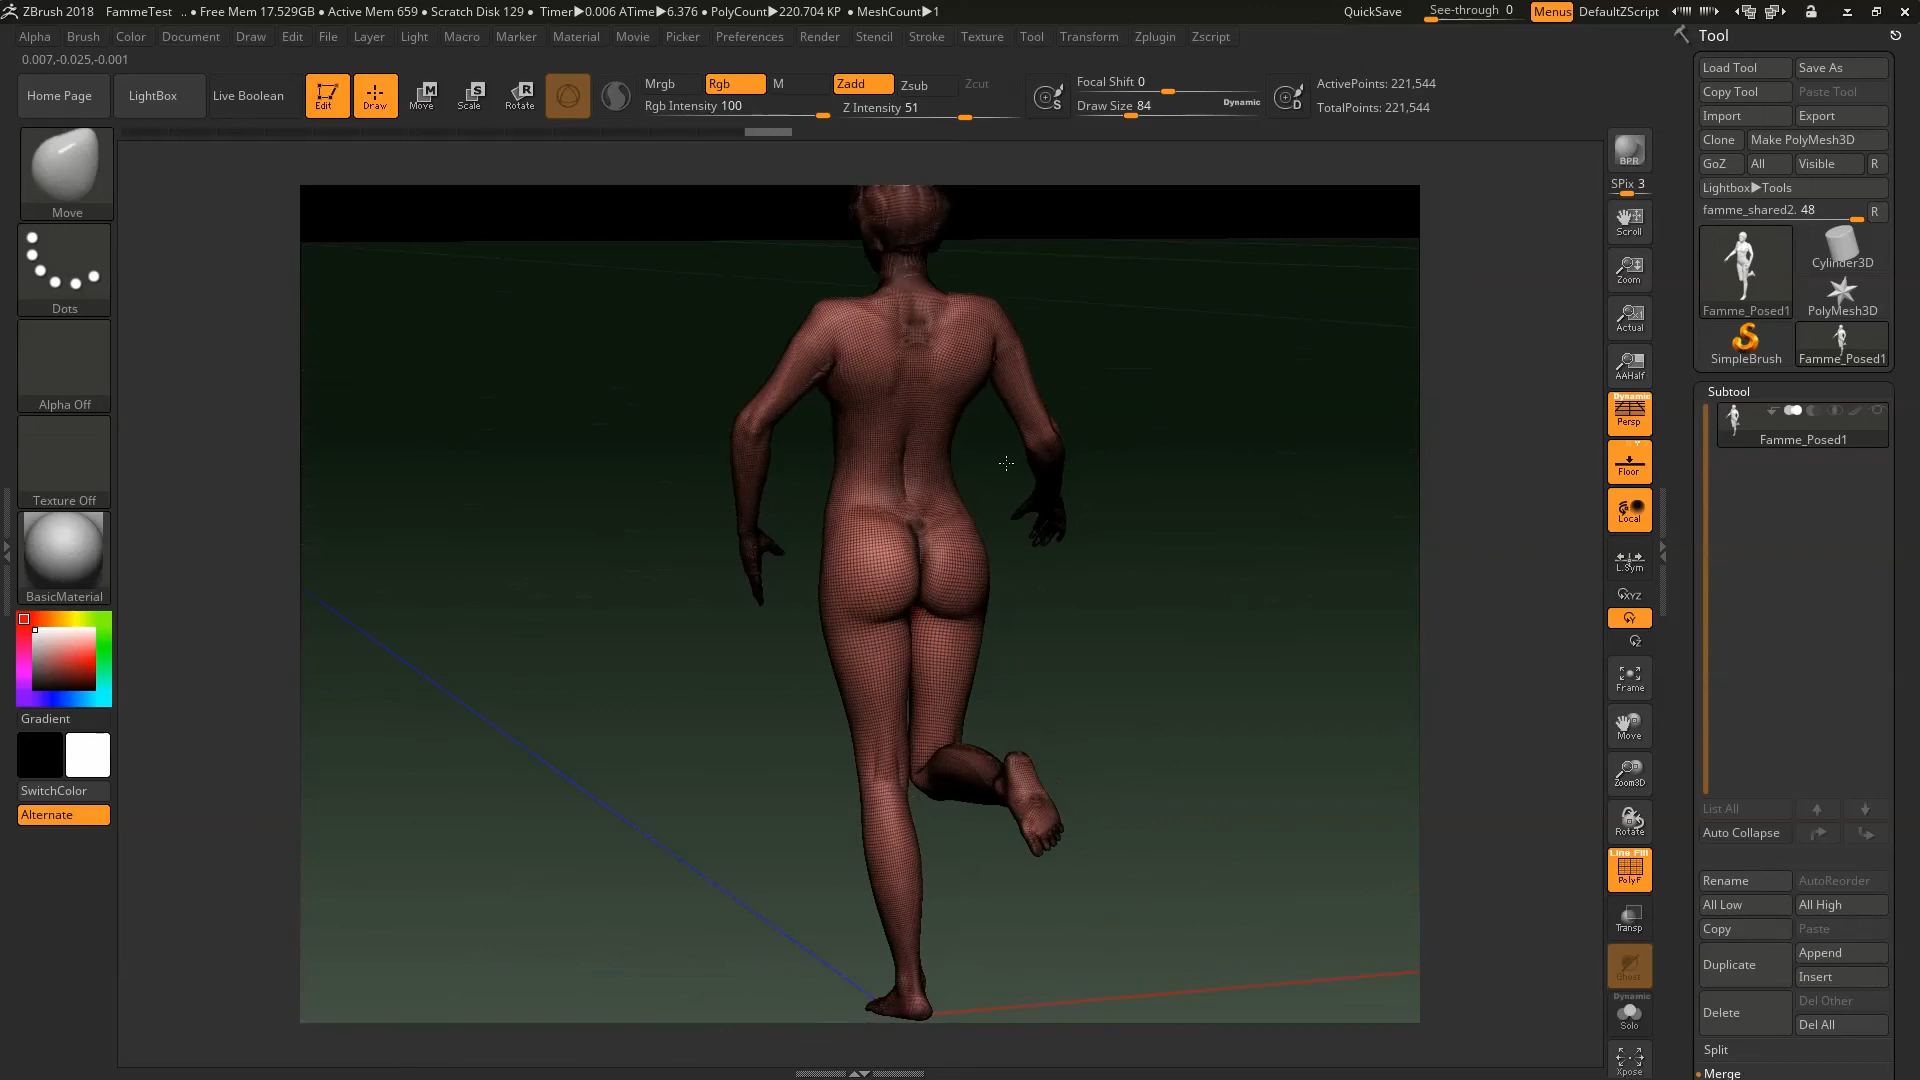 ZBrush 2018 FammeTest .. • Free Mem 17.529GB • Active Mem 659 • Scratch Disk 129 • Timer▶0.006 ATime▶6.376 • PolyCount▶220.704 KP • MeshCount▶1 QuickSave See-through 0 Menus DefaultZScript
Alpha Brush Color Document Draw Edit File Layer Light Macro Marker Material Movie Picker Preferences Render Stencil Stroke Texture Tool Transform Zplugin Zscript
Tool
0.007,-0.025,-0.001
Home Page LightBox Live Boolean Edit Draw Move Scale Rotate
Mrgb Rgb M Zadd Zsub Zcut
Rgb Intensity 100 Z Intensity 51
Focal Shift 0
Draw Size 84 Dynamic
S D
ActivePoints: 221,544
TotalPoints: 221,544
Move
Dots
Alpha Off
Texture Off
BasicMaterial
Gradient
SwitchColor
Alternate
BPR
SPix 3
Scroll
Zoom
Actual
AAHalf
Dynamic
Persp
Floor
Local
L.Sym
XYZ
Y
Z
Frame
Move
Zoom3D
Rotate
Line Fill
PolyF
Transp
Ghost
Dynamic
Solo
Xpose
Load Tool Save As
Copy Tool Paste Tool
Import Export
Clone Make PolyMesh3D
GoZ All Visible R
Lightbox▶Tools
famme_shared2. 48 R
Cylinder3D
Famme_Posed1 PolyMesh3D
SimpleBrush Famme_Posed1
Subtool
Famme_Posed1
List All
Auto Collapse
Rename AutoReorder
All Low All High
Copy Paste
Duplicate Append
Insert
Delete Del Other
Del All
Split
Merge